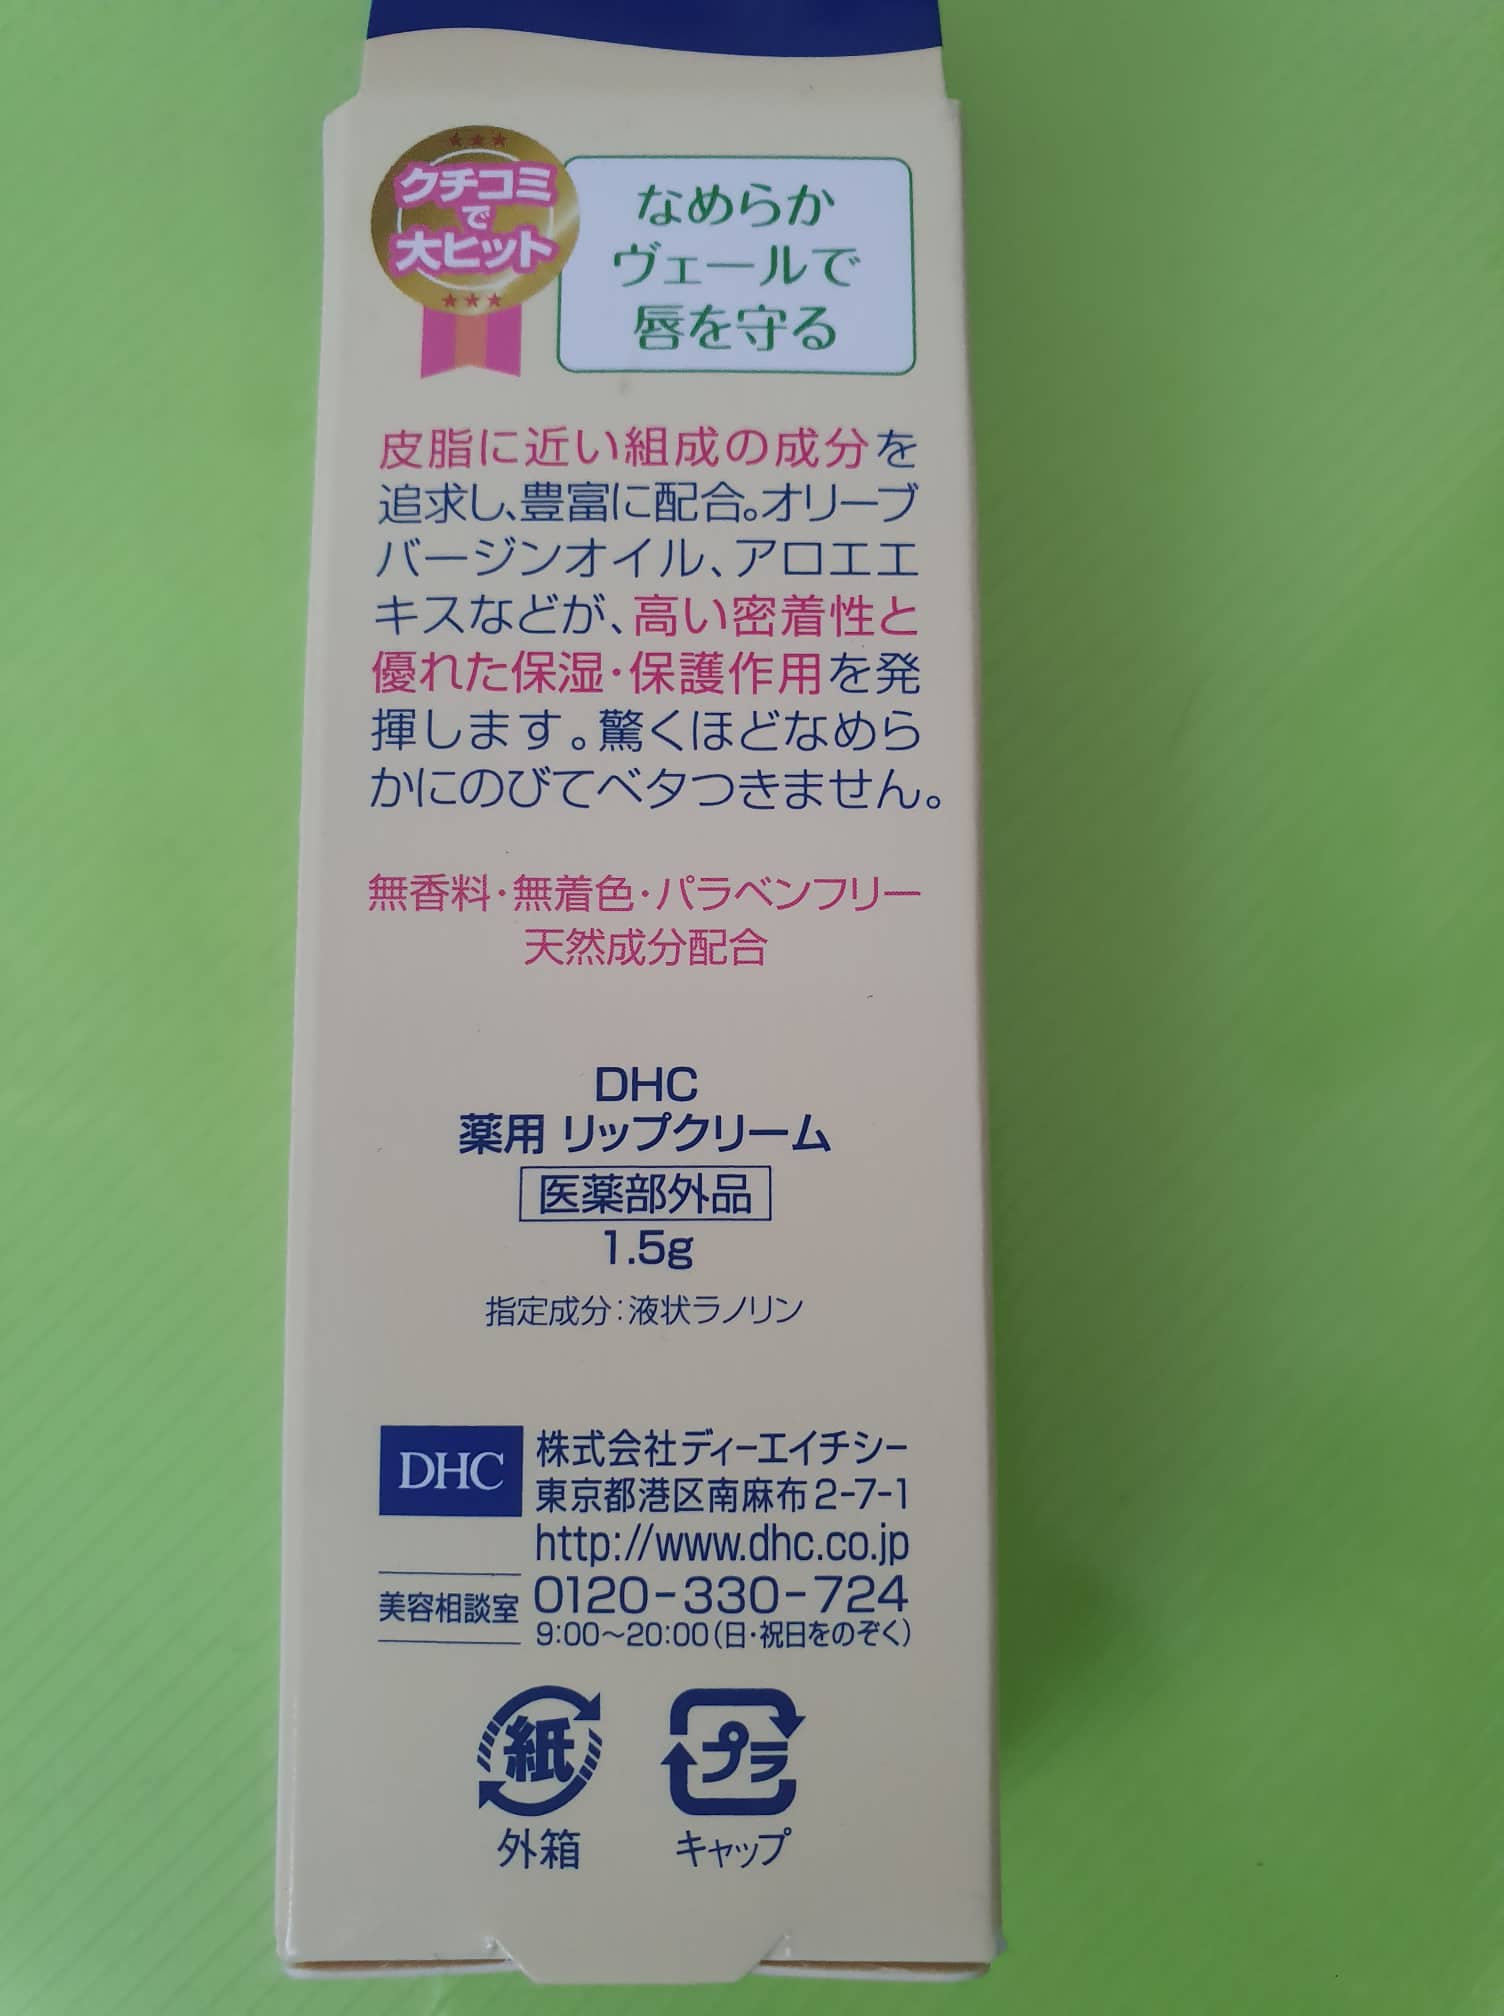 クチコミ
で
大ヒット
なめらか
ヴェールで
唇を守る
皮脂に近い組成の成分を
追求し、豊富に配合。オリーブ
バージンオイル、アロエエ
キスなどが、高い密着性と
優れた保湿・保護作用を発
揮します。驚くほどなめら
かにのびてベタつきません。
無香料・無着色・パラベンフリー
天然成分配合
DHC
薬用 リップクリーム
医薬部外品
1.5g
指定成分:液状ラノリン
DHC
株式会社ディーエイチシー
東京都港区南麻布2-7-1
http://www.dhc.co.jp
美容相談室
0120-330-724
9:00〜20:00(日・祝日をのぞく)
紙
プラ
外箱
キャップ